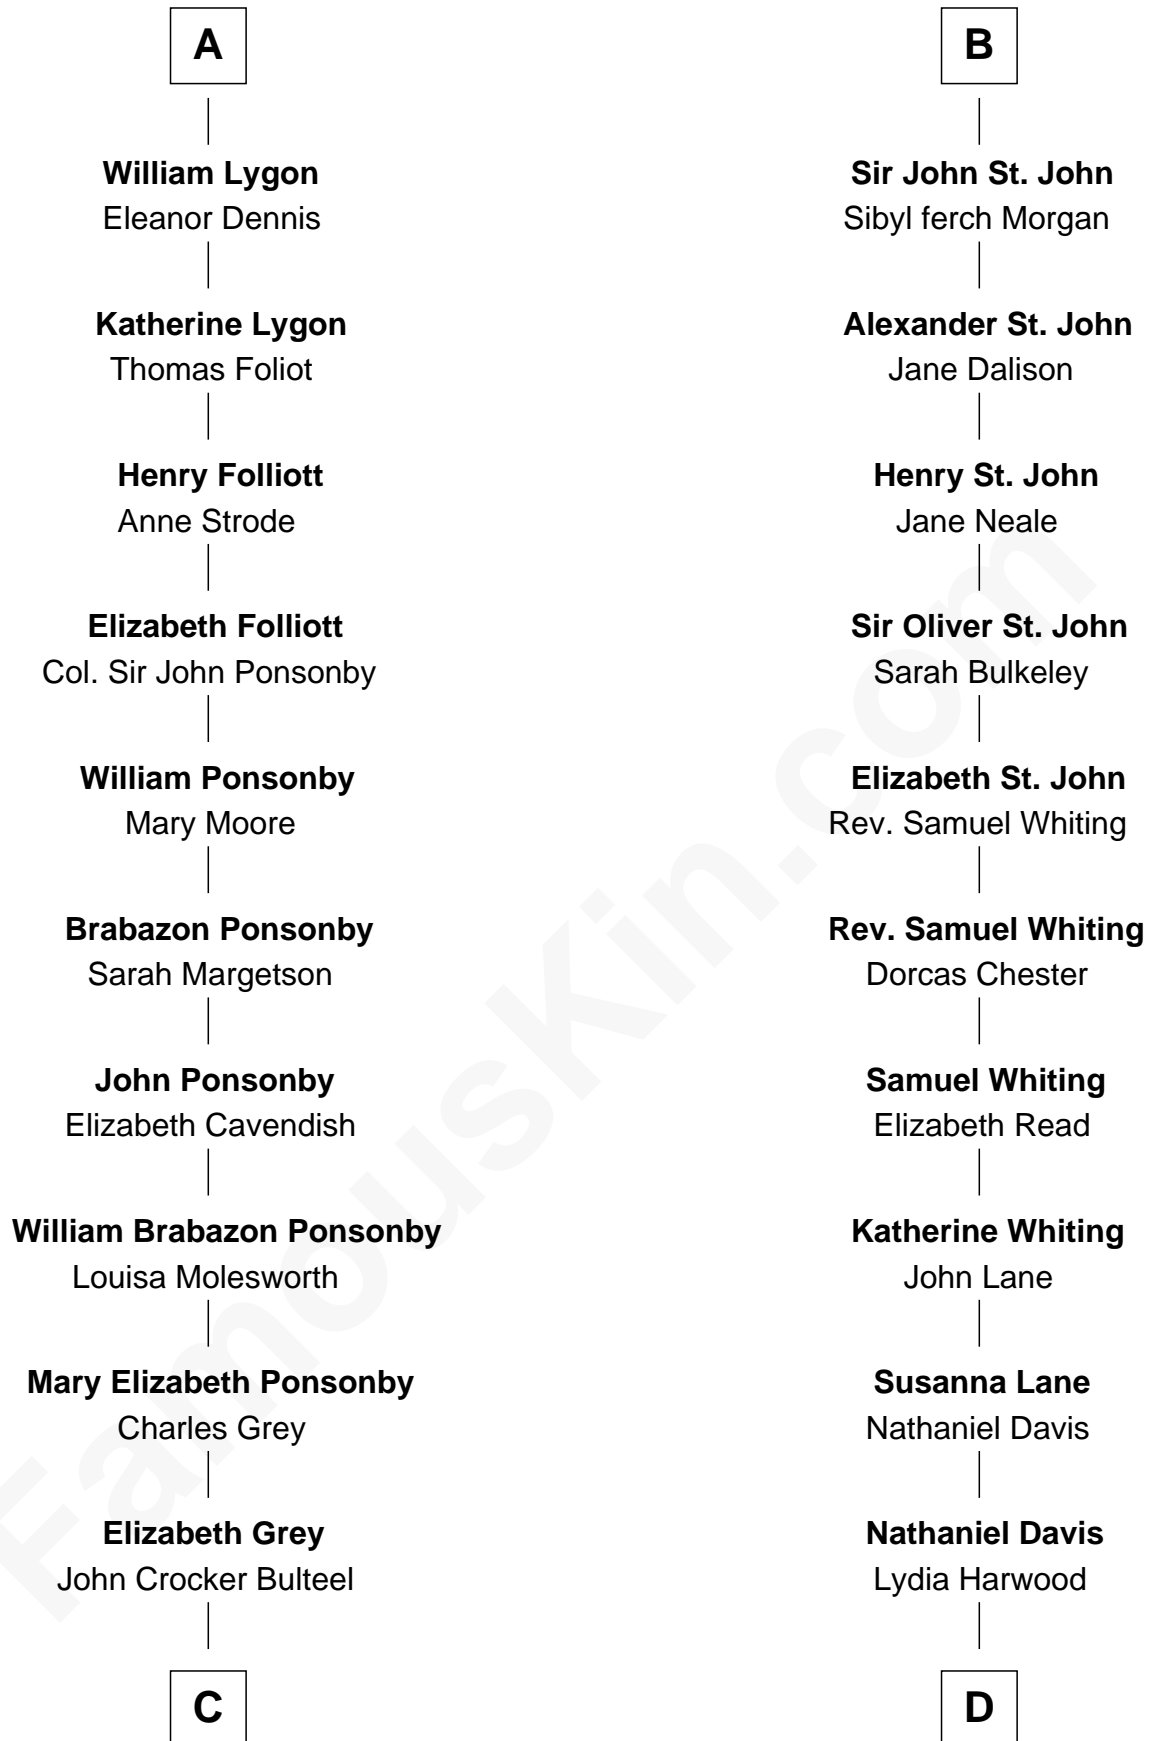 A
William Lygon
Eleanor Dennis
Katherine Lygon
Thomas Foliot
Henry Folliott
Anne Strode
Elizabeth Folliott
Col. Sir John Ponsonby
William Ponsonby
Mary Moore
Brabazon Ponsonby
Sarah Margetson
John Ponsonby
Elizabeth Cavendish
William Brabazon Ponsonby
Louisa Molesworth
Mary Elizabeth Ponsonby
Charles Grey
Elizabeth Grey
John Crocker Bulteel
C
B
Sir John St. John
Sibyl ferch Morgan
Alexander St. John
Jane Dalison
Henry St. John
Jane Neale
Sir Oliver St. John
Sarah Bulkeley
Elizabeth St. John
Rev. Samuel Whiting
Rev. Samuel Whiting
Dorcas Chester
Samuel Whiting
Elizabeth Read
Katherine Whiting
John Lane
Susanna Lane
Nathaniel Davis
Nathaniel Davis
Lydia Harwood
D
FamousKin.com